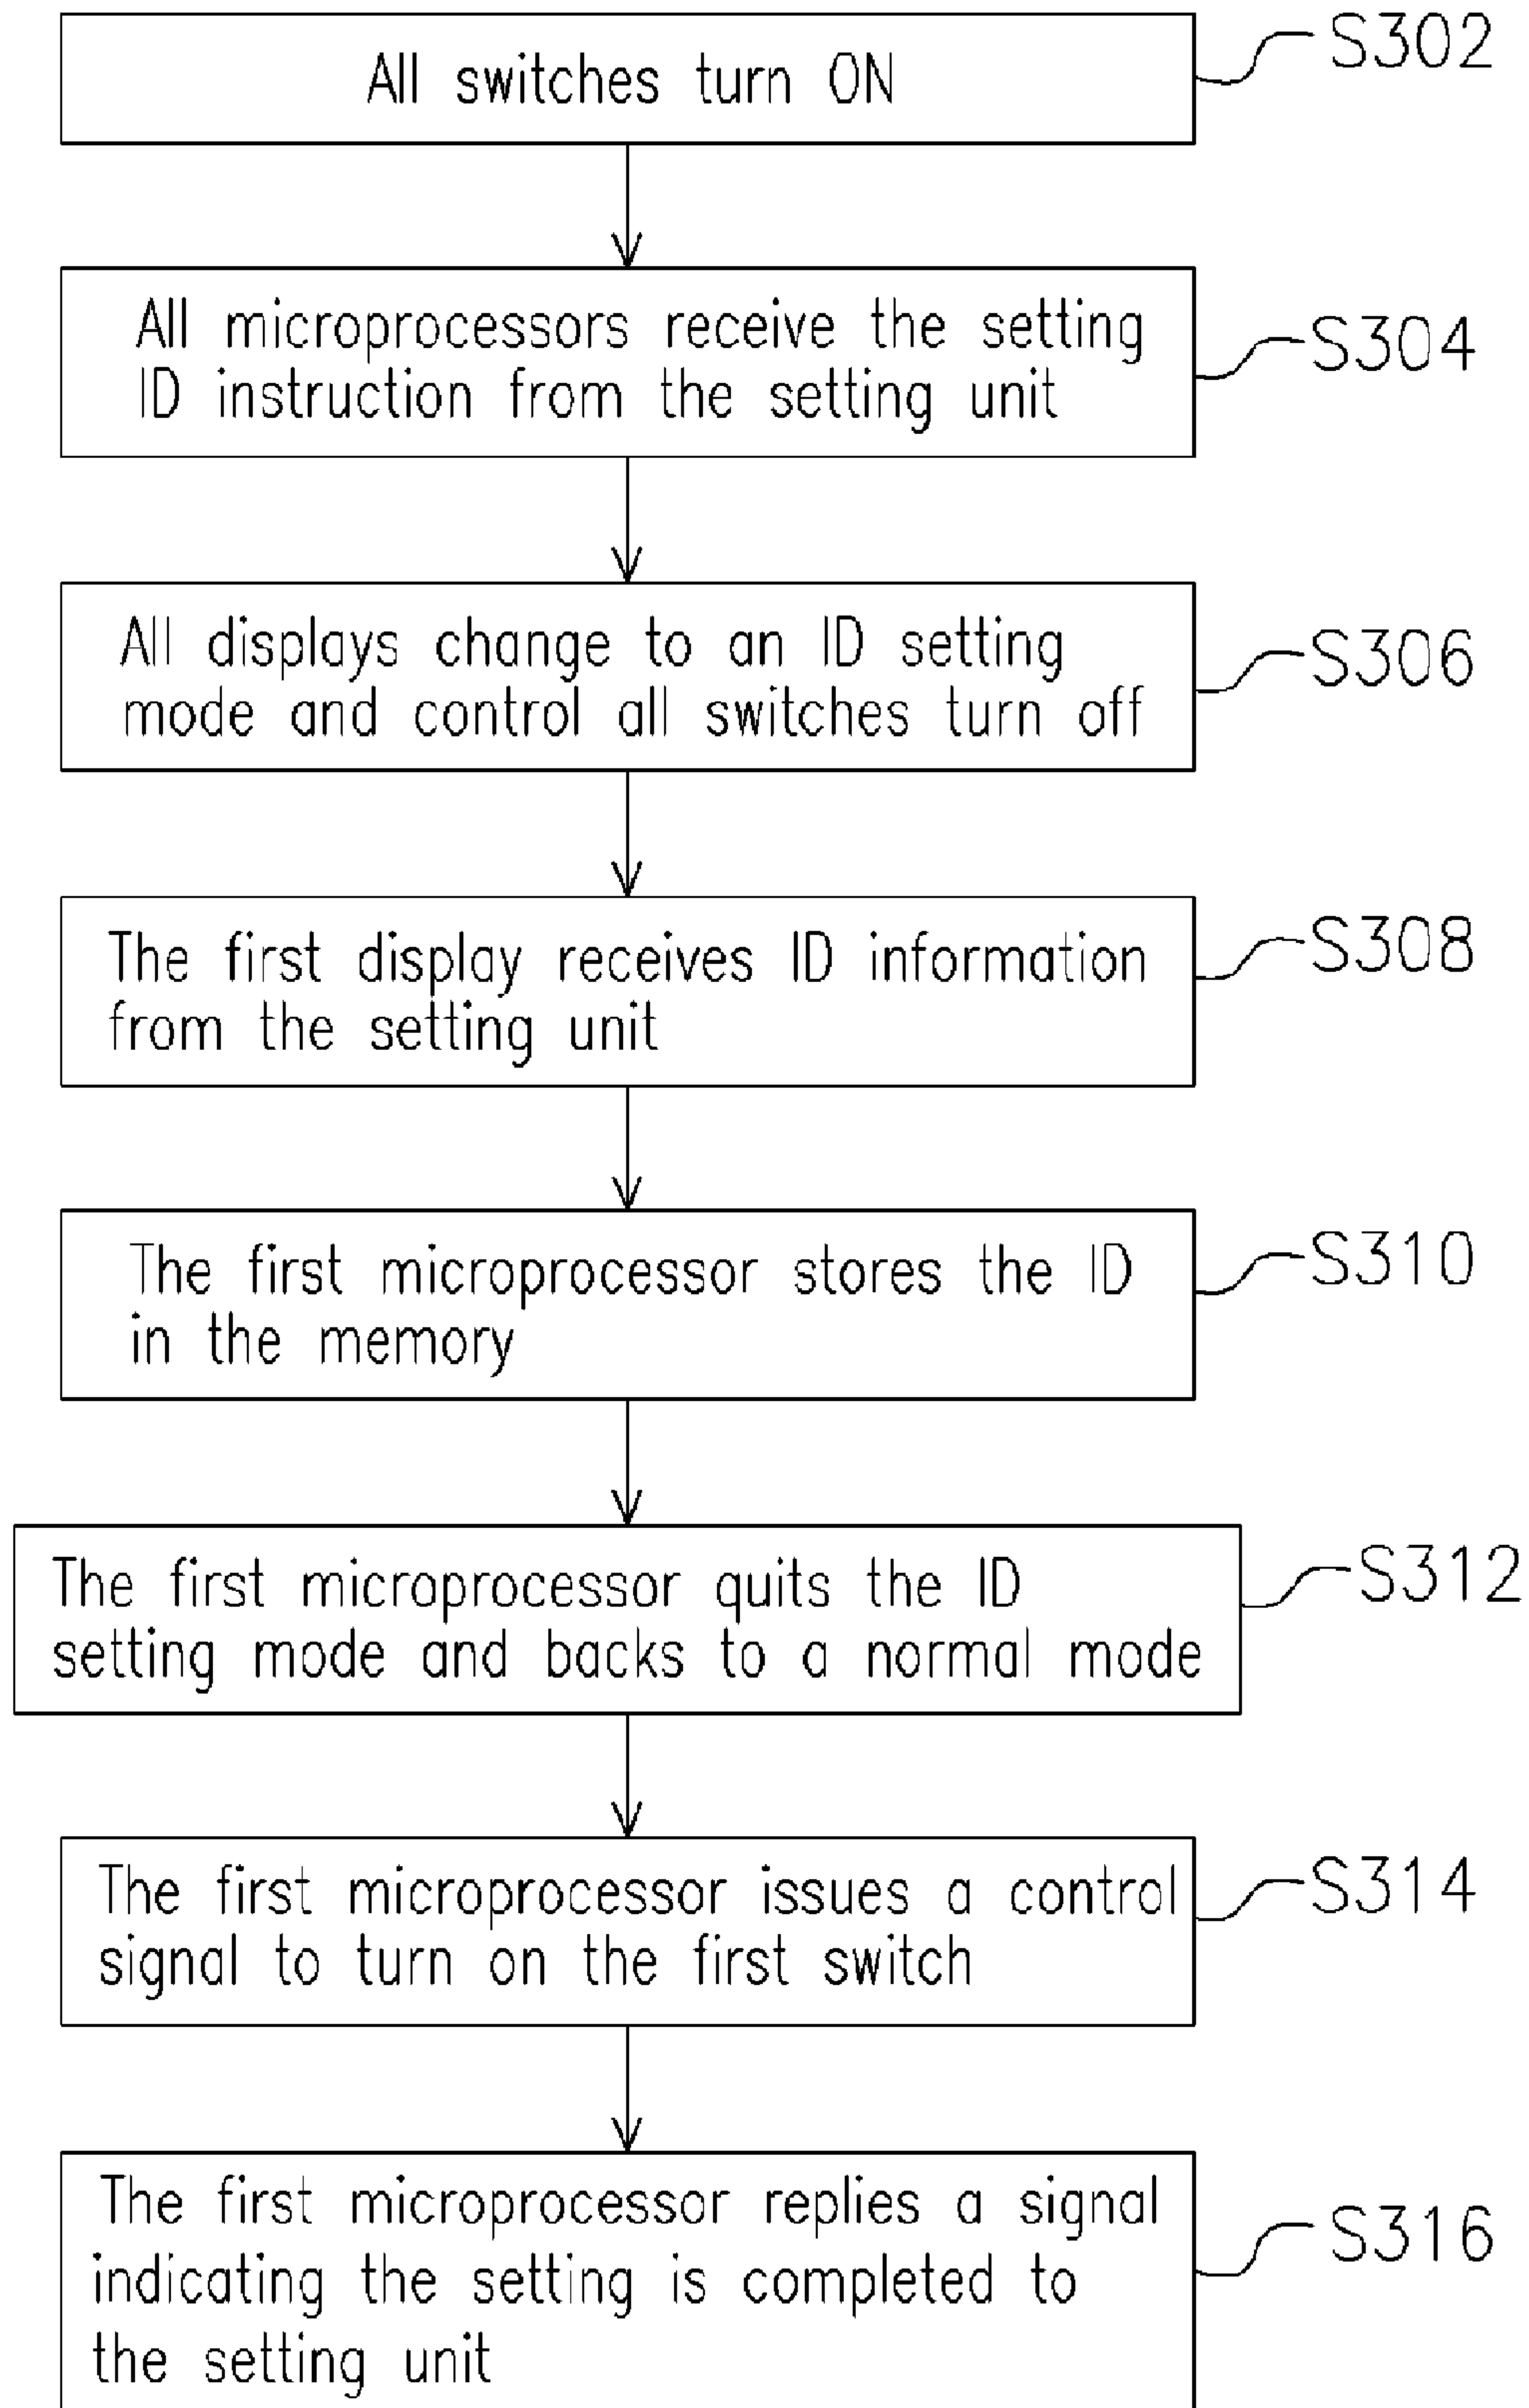 All switches turn ON
S302
All microprocessors receive the setting
ID instruction from the setting unit
S304
All displays change to an ID setting
mode and control all switches turn off
S306
The first display receives ID information
from the setting unit
S308
The first microprocessor stores the ID
in the memory
S310
The first microprocessor quits the ID
setting mode and backs to a normal mode
S312
The first microprocessor issues a control
signal to turn on the first switch
S314
The first microprocessor replies a signal
indicating the setting is completed to
the setting unit
S316